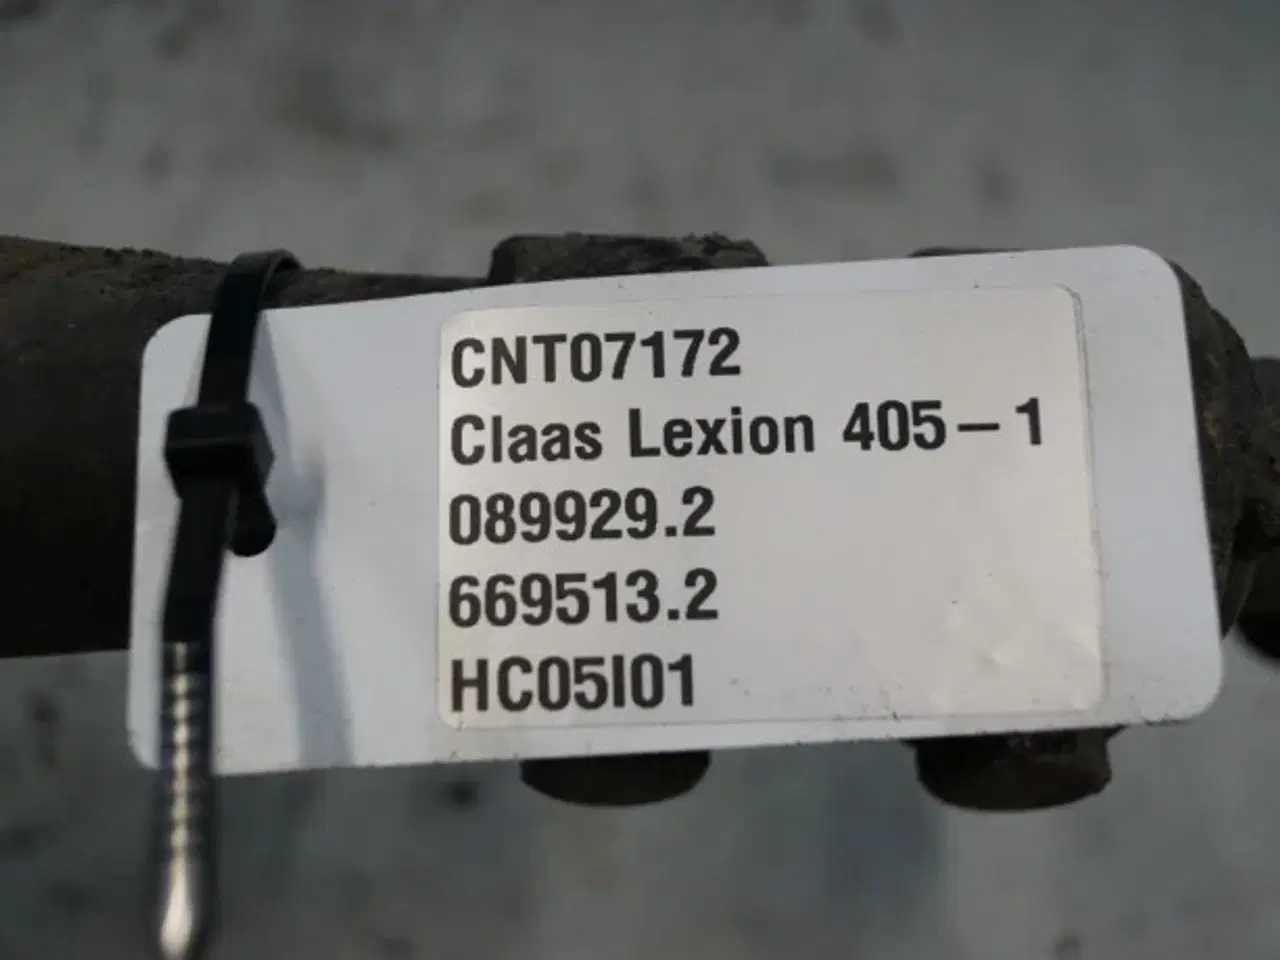 CNT07172
Claas Lexion 405-1
089929.2
669513.2
HC05I01